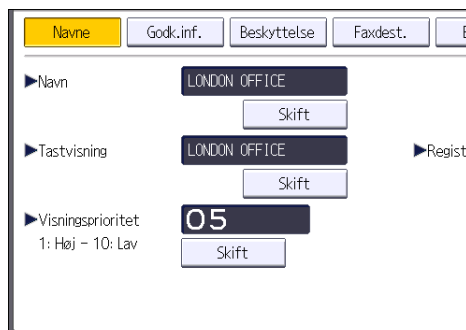 Navne Godk.inf. Beskyttelse Faxdest.
▶Navn LONDON OFFICE
Skift
▶Tastvisning LONDON OFFICE ▶Regist
Skift
▶Visningsprioritet 05
1: Høj - 10: Lav Skift